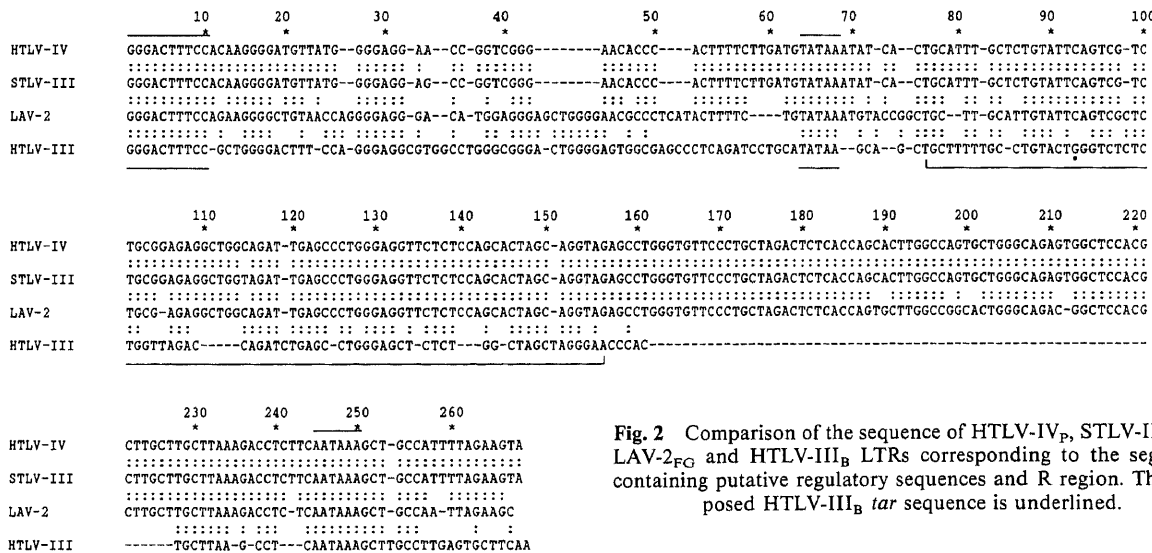 10 20 30 40 50 60 70 80 90 100
* * * * * * * * * *
HTLV-IV GGGACTTTCCACAAGGGGATGTTATG--GGGAGG-AA--CC-GGTCGGG--------AACACCC----ACTTTTCTTGATGTATAAATAT-CA--CTGCATTT-GCTCTGTATTCAGTCG-TC
STLV-III GGGACTTTCCACAAGGGGATGTTATG--GGGAGG-AG--CC-GGTCGGG--------AACACCC----ACTTTTCTTGATGTATAAATAT-CA--CTGCATTT-GCTCTGTATTCAGTCG-TC
LAV-2 GGGACTTTCCAGAAGGGGCTGTAACCAGGGGAGG-GA--CA-TGGAGGGAGCTGGGGAACGCCCTCATACTTTTC----TGTATAAATGTACCGGCTGC--TT-GCATTGTATTCAGTCGCTC
HTLV-III GGGACTTTCC-GCTGGGGACTTT-CCA-GGGAGGCGTGGCCTGGGCGGGA-CTGGGGAGTGGCGAGCCCTCAGATCCTGCATATAA--GCA--G-CTGCTTTTTGCC-CTGTACTGGGTCTCTC
110 120 130 140 150 160 170 180 190 200 210 220
* * * * * * * * * * * *
HTLV-IV TGCGGAGAGGCTGGCAGAT-TGAGCCCTGGGAGGTTCTCTCCAGCACTAGC-AGGTAGAGCCTGGGTGTTCCCTGCTAGACTCTCACCAGCACTTGGCCAGTGCTGGGCAGAGTGGCTCCACG
STLV-III TGCGGAGAGGCTGGTAGAT-TGAGCCCTGGGAGGTTCTCTCCAGCACTAGC-AGGTAGAGCCTGGGTGTTCCCTGCTAGACTCTCACCAGCACTTGGCCAGTGCTGGGCAGAGTGGCTCCACG
LAV-2 TGCG-AGAGGCTGGCAGAT-TGAGCCCTGGGAGGTTCTCTCCAGCACTAGC-AGGTAGAGCCTGGGTGTTCCCTGCTAGACTCTCACCAGTGCTTGGCCGGCACTGGGCAGAC-GGCTCCACG
HTLV-III TGGTTAGAC-----CAGATCTGAGC-CTGGGAGCT-CTCT---GG-CTAGCTAGGGAACCCAC------------------------------------------------------------
230 240 250 260
* * * *
HTLV-IV CTTGCTTGCTTAAAGACCTCTTCAATAAAGCT-GCCATTTTAGAAGTA
STLV-III CTTGCTTGCTTAAAGACCTCTTCAATAAAGCT-GCCATTTTAGAAGTA
LAV-2 CTTGCTTGCTTAAAGACCTC-TCAATAAAGCT-GCCAA-TTAGAAGC
HTLV-III ------TGCTTAA-G-CCT---CAATAAAGCTTGCCTTGAGTGCTTCAA
Fig. 2 Comparison of the sequence of HTLV-IVP, STLV-II
LAV-2FG and HTLV-IIIB LTRs corresponding to the seg
containing putative regulatory sequences and R region. Th
posed HTLV-IIIB tar sequence is underlined.